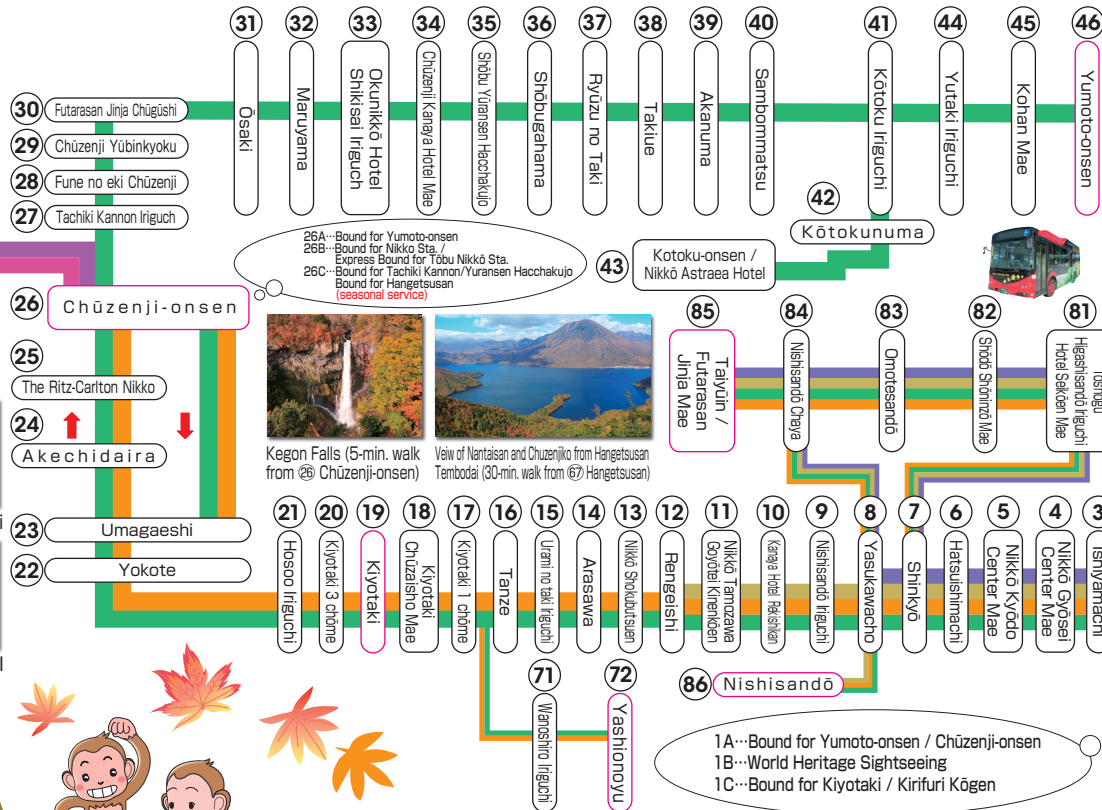 31
32
33
34
35
36
37
38
39
40
41
44
45
46
Ōsaki
Maruyama
Okunikkō Hotel
Shikisai Iriguch
Chūzenji Kanaya Hotel Mae
Shōbu Yūransen Hacchakujo
Shōbugahama
Ryūzu no Taki
Takiue
Akanuma
Sambommatsu
Kōtoku Iriguchi
Yutaki Iriguchi
Kohan Mae
Yumoto-onsen
30 Futarasan Jinja Chūgūshi
29 Chūzenji Yūbinkyoku
28 Fune no eki Chūzenji
27 Tachiki Kannon Iriguch
42
Kōtokunuma
43
Kotoku-onsen /
Nikkō Astraea Hotel
26A…Bound for Yumoto-onsen
26B…Bound for Nikko Sta. /
Express Bound for Tōbu Nikkō Sta.
26C…Bound for Tachiki Kannon/Yuransen Hacchakujo
Bound for Hangetsusan
(seasonal service)
26 Chūzenji-onsen
25
The Ritz-Carlton Nikko
24
Akechidaira
23 Umagaeshi
22 Yokote
Kegon Falls (5-min. walk
from 26 Chūzenji-onsen)
Veiw of Nantaisan and Chuzenjiko from Hangetsusan
Tembodai (30-min. walk from 67 Hangetsusan)
85
84
83
82
81
Taiyūin /
Futarasan
Jinja Mae
Nishisandō Chaya
Omotesandō
Shōdō Shōninzō Mae
Higashisandō Iriguchi
Hotel Seikōen Mae
21
20
19
18
17
16
15
14
13
12
11
10
9
8
7
6
5
4
3
Hosoo Iriguchi
Kiyotaki 3 chōme
Kiyotaki
Kiyotaki
Chūzaisho Mae
Kiyotaki 1 chōme
Tanze
Urami no taki Iriguchi
Arasawa
Nikkō Shokubutsuen
Rengeishi
Nikkō Tamozawa
Goyōtei Kinenkōen
Kanaya Hotel Rekishikan
Nishisandō Iriguchi
Yasukawacho
Shinkyō
Hatsuishimachi
Nikkō Kyōdo
Center Mae
Nikkō Gyōsei
Center Mae
Ishiyamachi
71
72
Wanoshiro Iriguchi
Yashionoyu
86 Nishisandō
1A…Bound for Yumoto-onsen / Chūzenji-onsen
1B…World Heritage Sightseeing
1C…Bound for Kiyotaki / Kirifuri Kōgen